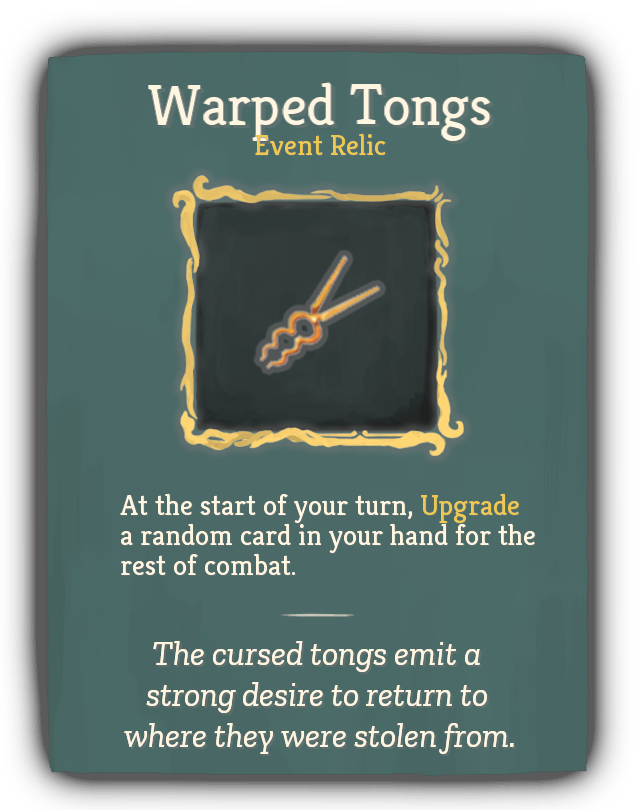 Warped Tongs
Event Relic
At the start of your turn, Upgrade
a random card in your hand for the
rest of combat.
The cursed tongs emit a
strong desire to return to
where they were stolen from.